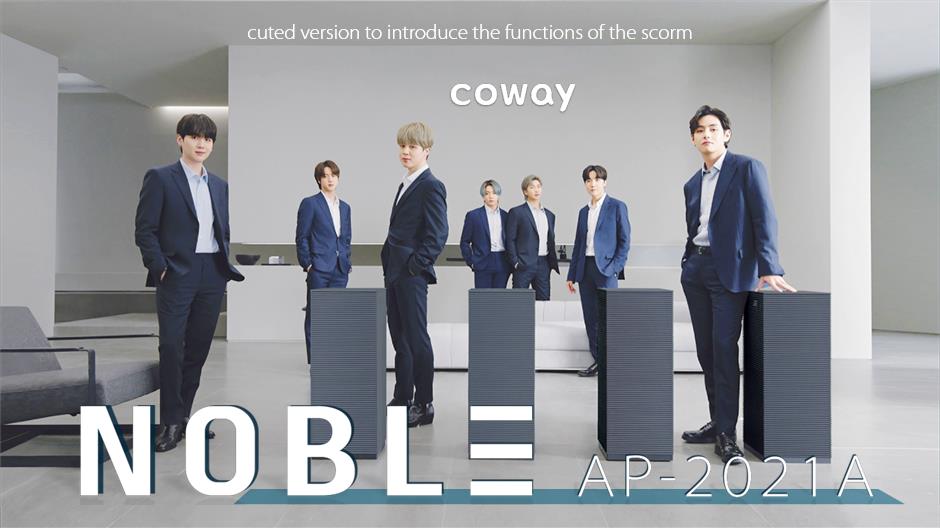 cuted version to introduce the functions of the scorm
coway
NOBLE
AP-2021A